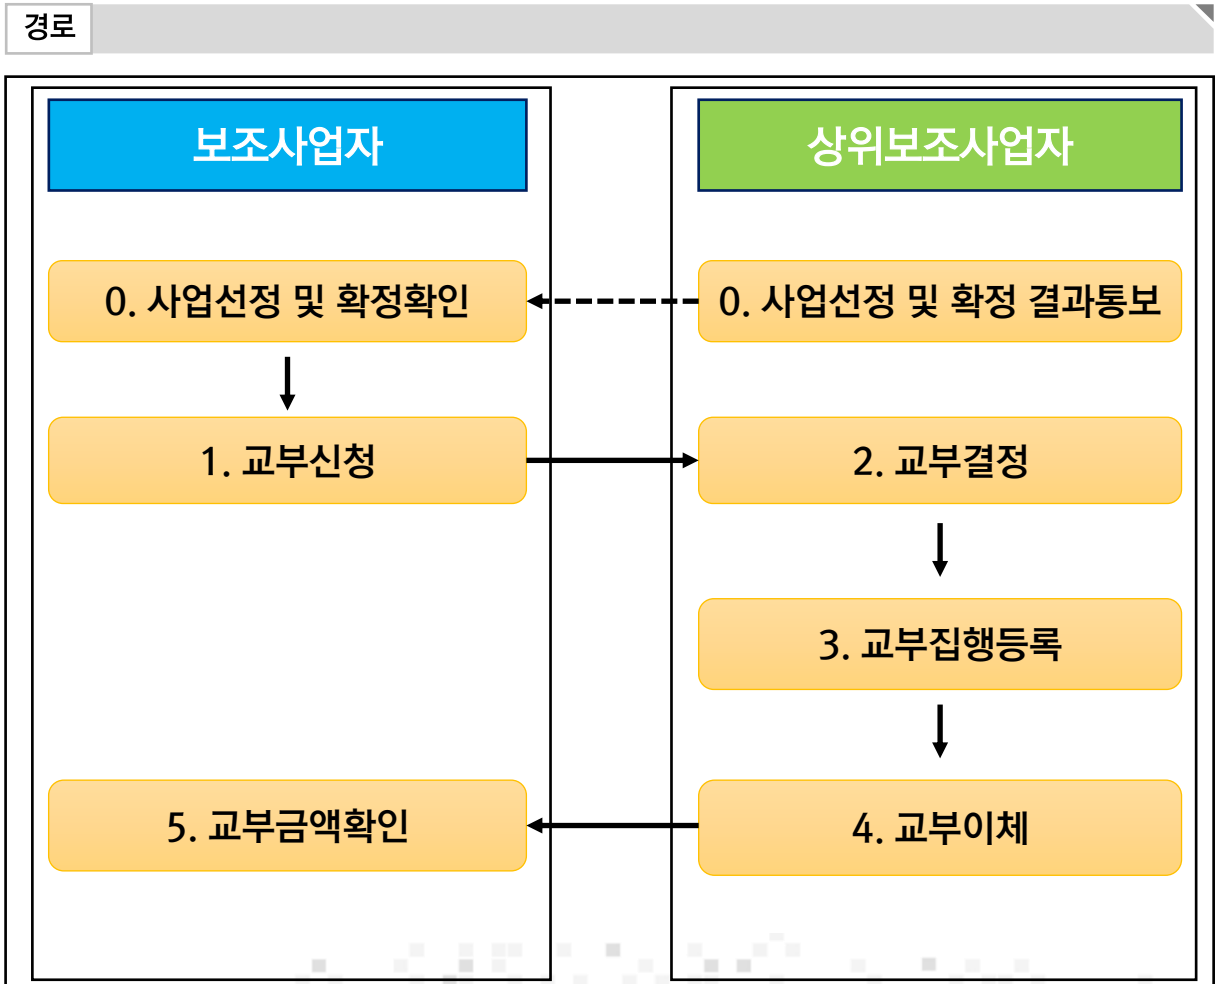 경로
보조사업자
상위보조사업자
0. 사업선정 및 확정확인
0. 사업선정 및 확정 결과통보
1. 교부신청
2. 교부결정
3. 교부집행등록
5. 교부금액확인
4. 교부이체